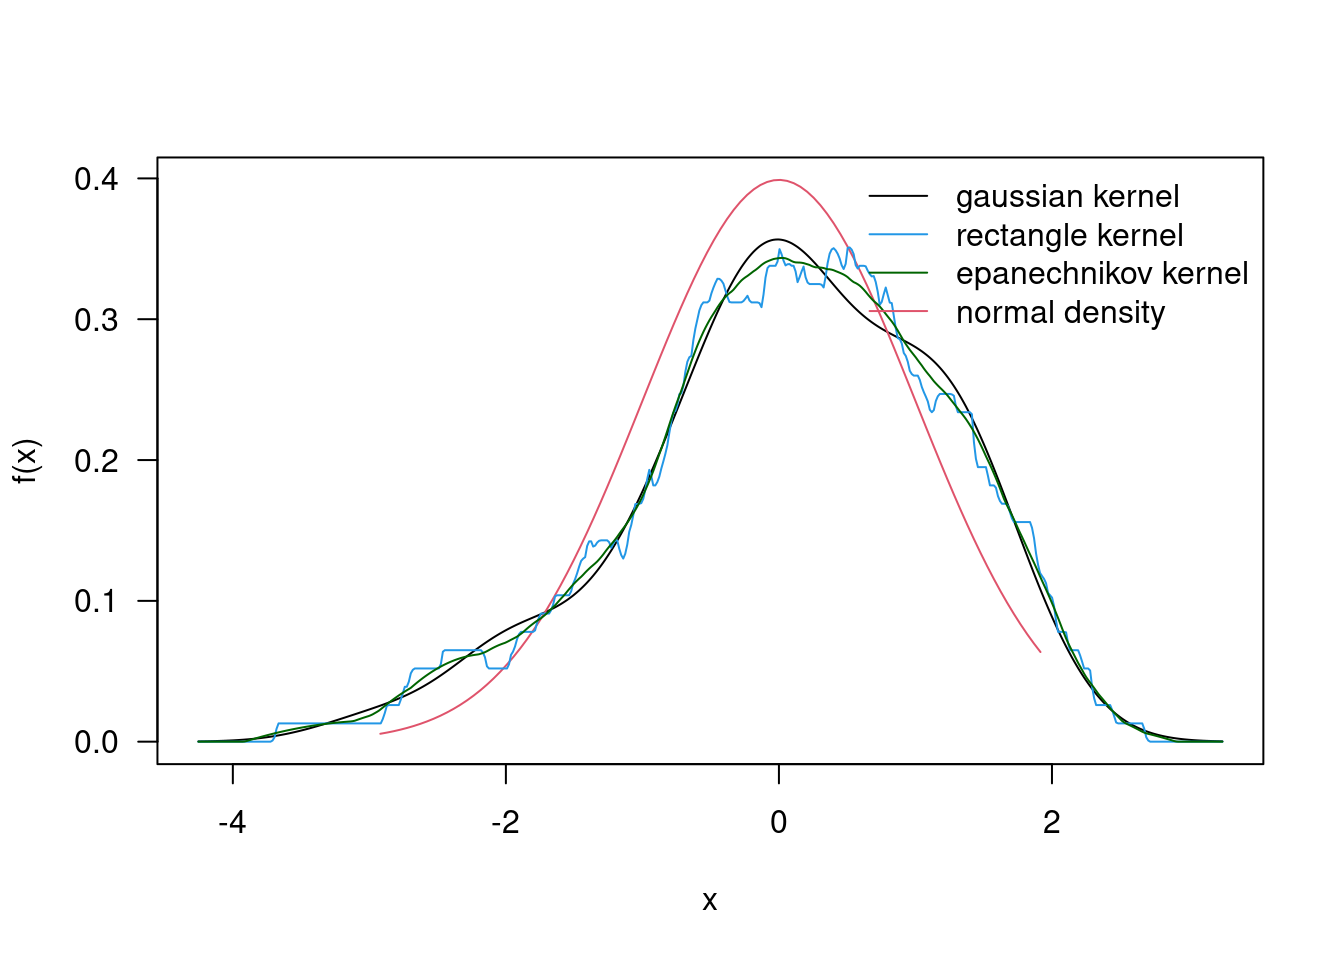 0.4
0.3
0.2
0.1
0.0
f(x)
gaussian kernel
rectangle kernel
epanechnikov kernel
normal density
-4
-2
0
2
x